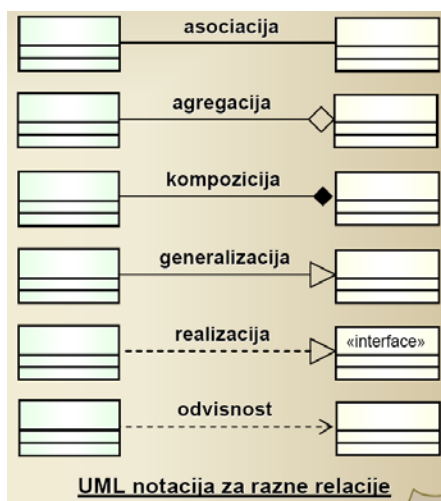 asociacija
agregacija
kompozicija
generalizacija
realizacija
«interface»
odvisnost
UML notacija za razne relacije